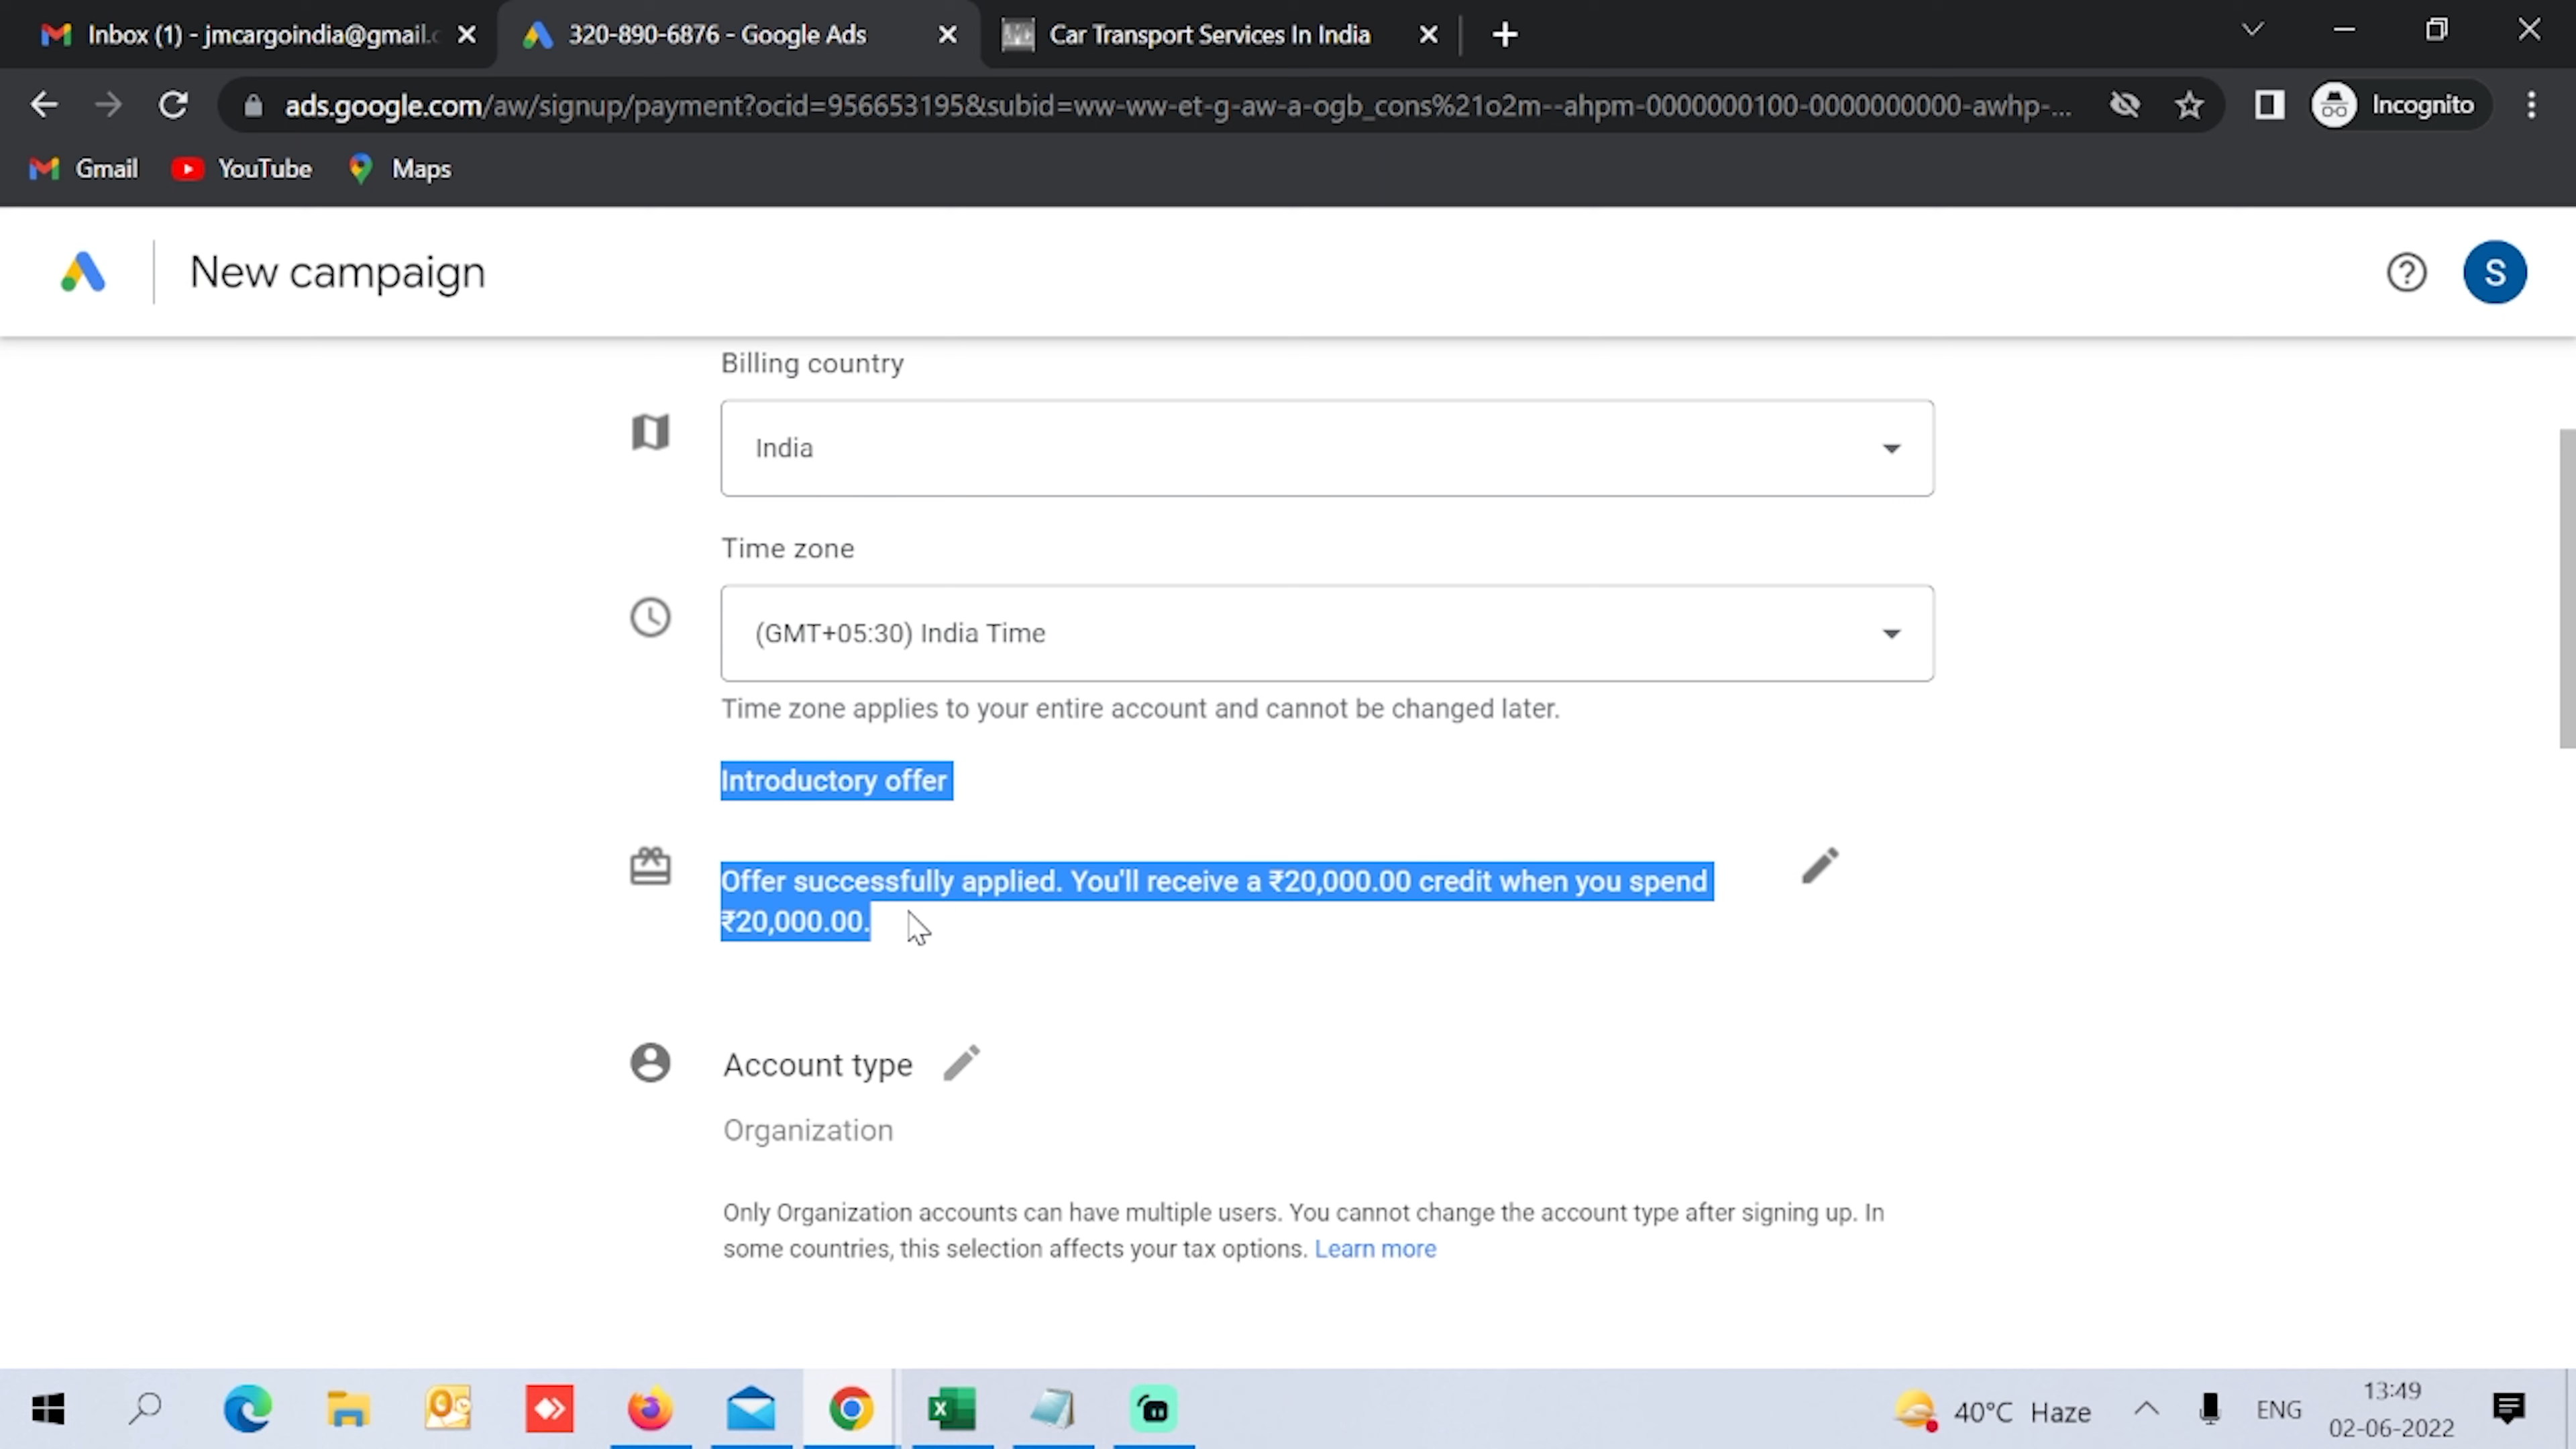 Inbox (1) - jmcargoindia@gmail.c
320-890-6876 - Google Ads
Car Transport Services In India
ads.google.com/aw/signup/payment?ocid=956653195&subid=ww-ww-et-g-aw-a-ogb_cons%21o2m--ahpm-0000000100-0000000000-awhp-...
Incognito
Gmail
YouTube
Maps
New campaign
S
Billing country
India
Time zone
(GMT+05:30) India Time
Time zone applies to your entire account and cannot be changed later.
Introductory offer
Offer successfully applied. You'll receive a ₹20,000.00 credit when you spend
₹20,000.00.
Account type
Organization
Only Organization accounts can have multiple users. You cannot change the account type after signing up. In
some countries, this selection affects your tax options. Learn more
40°C Haze
ENG
13:49
02-06-2022